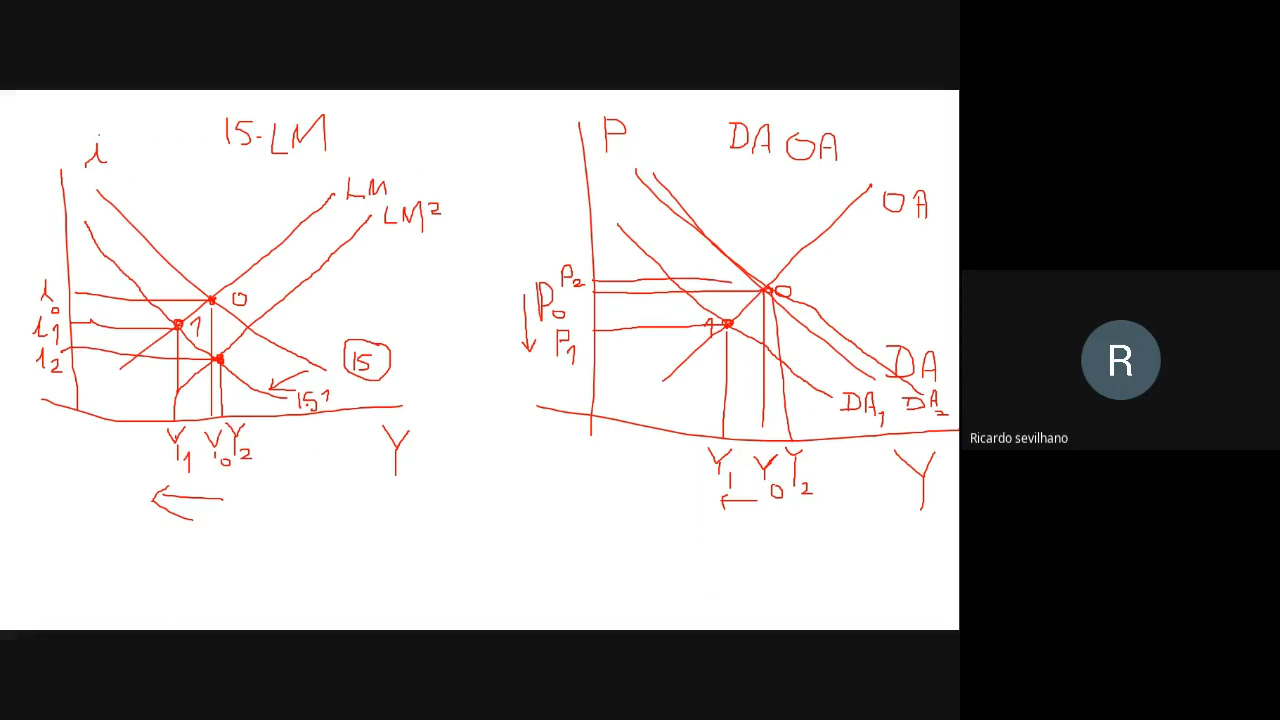 IS-LM
i
LM
LM2
i0
i1
i2
0
1
IS
IS1
Y1
Y0
Y2
Y
DA OA
P
OA
P2
P0
P1
0
1
DA
DA1
DA2
Y1
Y0
Y2
Y
R
Ricardo sevilhano